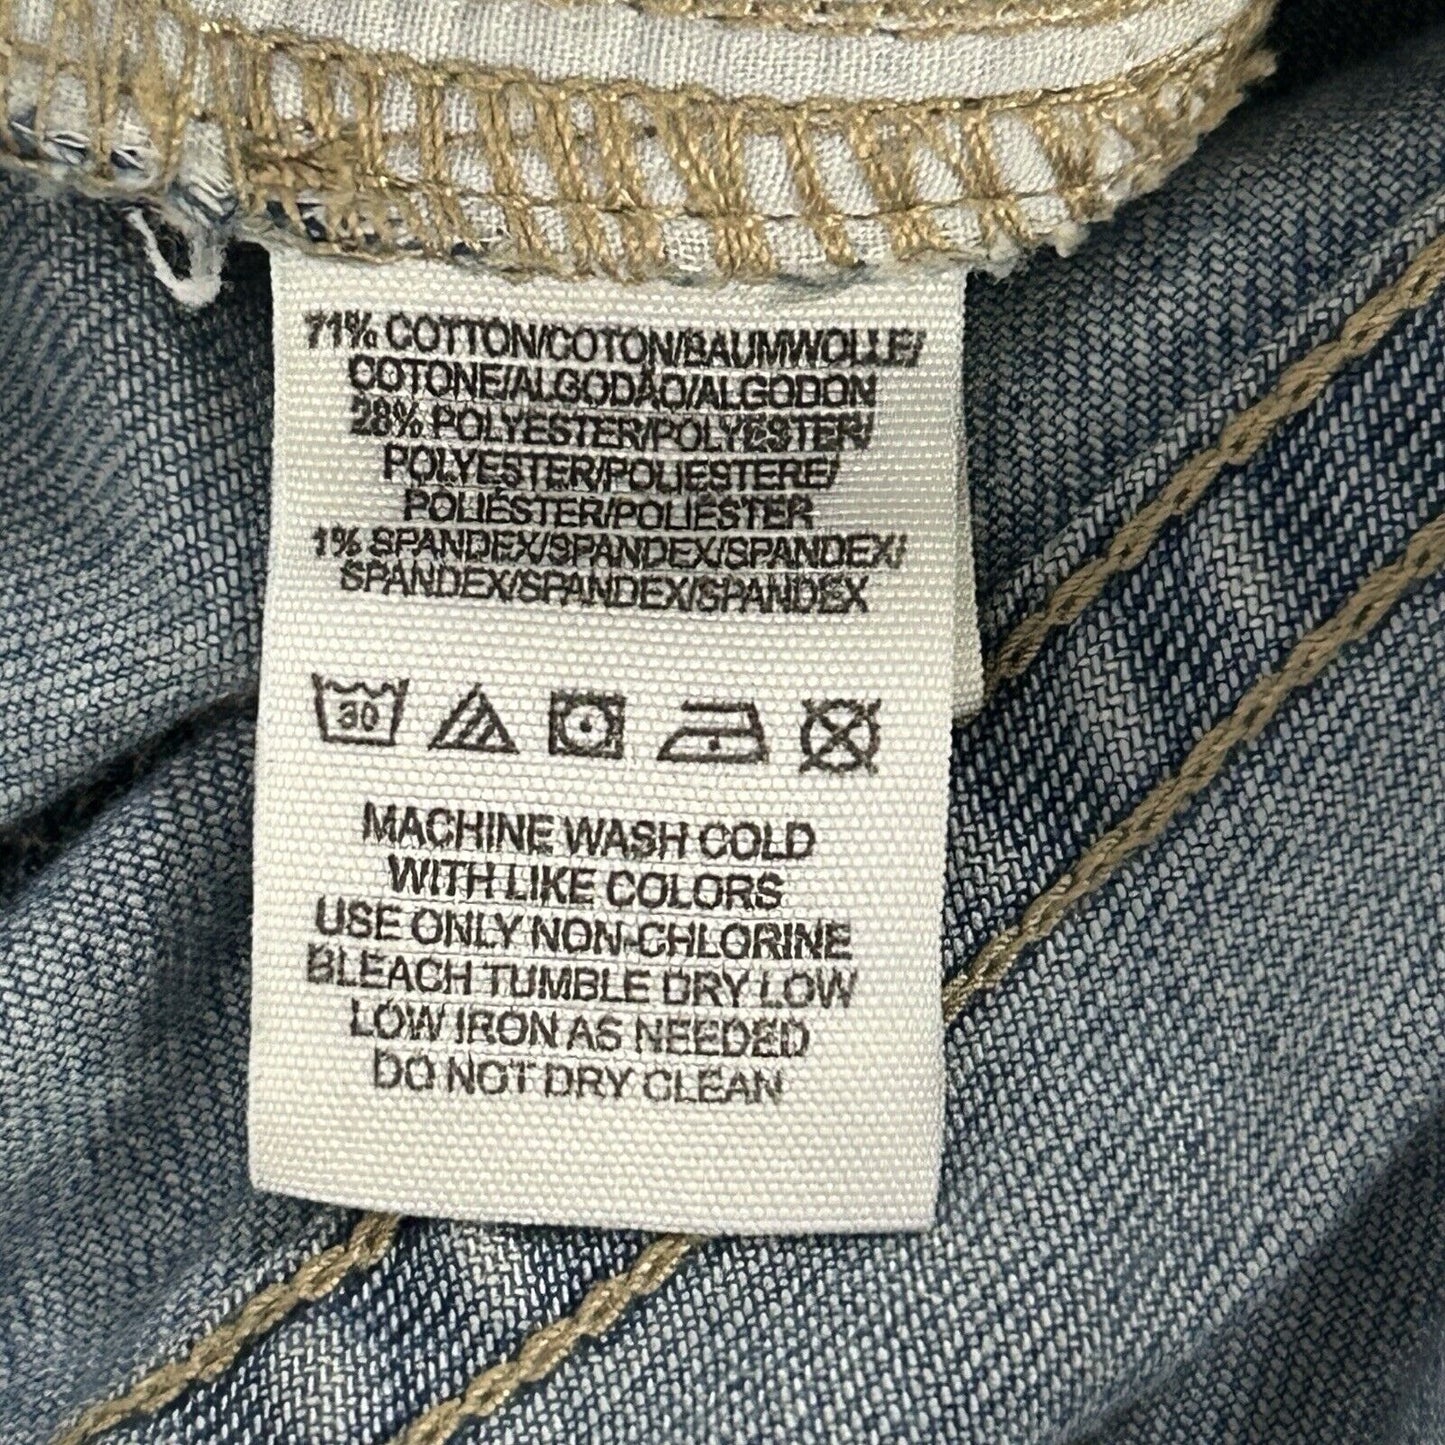 71% COTTON/COTON/BAUMWOLLE/
COTONE/ALGODÃO/ALGODON
28% POLYESTER/POLYESTER/
POLYESTER/POLIESTERE/
POLIÉSTER/POLIÉSTER
1% SPANDEX/SPANDEX/SPANDEX/
SPANDEX/SPANDEX/SPANDEX
30
MACHINE WASH COLD
WITH LIKE COLORS
USE ONLY NON-CHLORINE
BLEACH TUMBLE DRY LOW
LOW IRON AS NEEDED
DO NOT DRY CLEAN